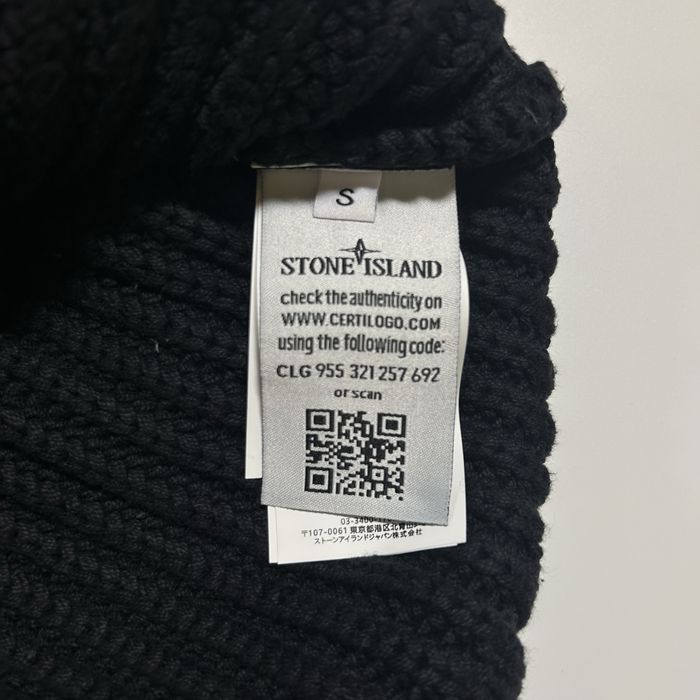 S
STONE ISLAND
check the authenticity on
WWW.CERTILOGO.COM
using the following code:
CLG 955 321 257 692
or scan
〒107-0061 東京都港区北青山
ストーンアイランドジャパン株式会社